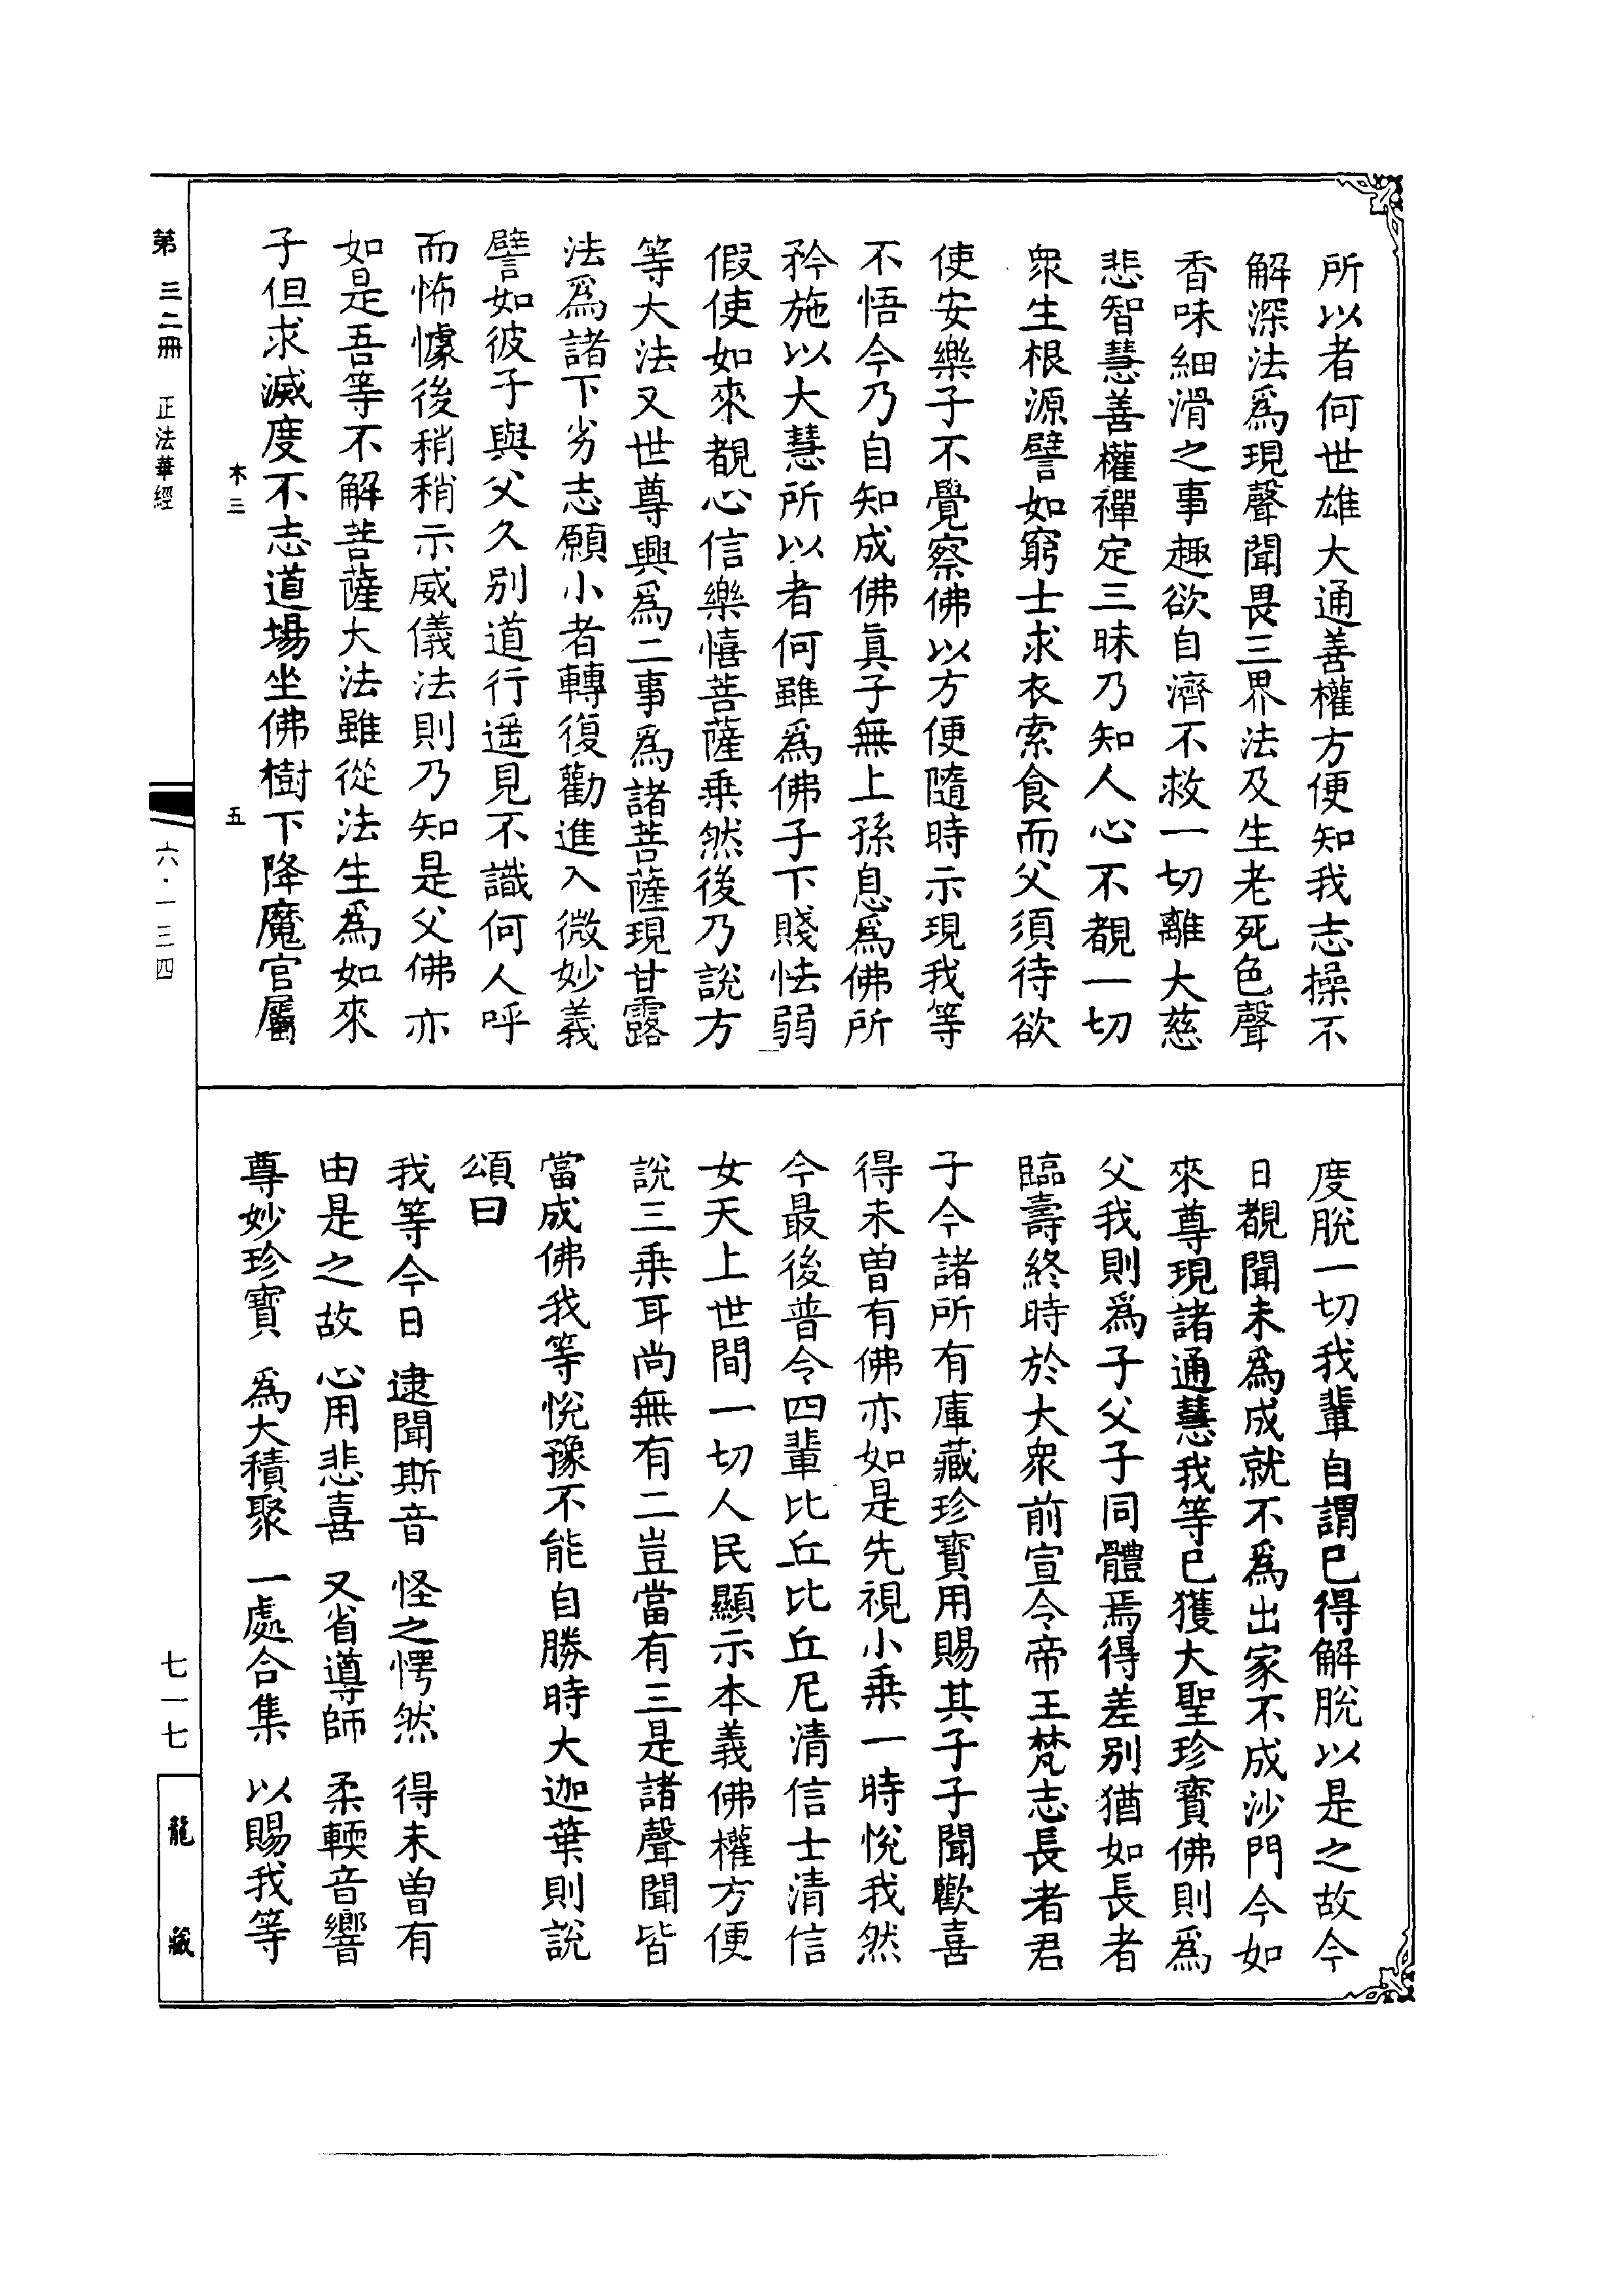 所以者何世雄大通善權方便知我志操不
解深法為現聲聞畏三界法及生老死色聲
香味細滑之事趣欲自濟不救一切離大慈
悲智慧善權禪定三昧乃知人心不覩一切
眾生根源譬如窮士求衣索食而父須待欲
使安樂子不覺察佛以方便隨時示現我等
不悟今乃自知成佛真子無上孫息為佛所
矜施以大慧所以者何雖為佛子下賤怯弱
假使如來覩心信樂憘菩薩乘然後乃說方
等大法又世尊興為二事為諸菩薩現甘露
法為諸下劣志願小者轉復勸進入微妙義
譬如彼子與父久別道行遥見不識何人呼
而怖懅後稍稍示威儀法則乃知是父佛亦
如是吾等不解菩薩大法雖從法生為如來
子但求滅度不志道場坐佛樹下降魔官屬
度脫一切我輩自謂已得解脫以是之故今
日覩聞未為成就不為出家不成沙門今如
來尊現諸通慧我等已獲大聖珍寶佛則為
父我則為子父子同體焉得差別猶如長者
臨壽終時於大眾前宣令帝王梵志長者君
子今諸所有庫藏珍寶用賜其子子聞歡喜
得未曾有佛亦如是先視小乘一時悅我然
今最後普令四輩比丘比丘尼清信士清信
女天上世間一切人民顯示本義佛權方便
說三乘耳尚無有二豈當有三是諸聲聞皆
當成佛我等悅豫不能自勝時大迦葉則說
頌曰
我等今日　逮聞斯音　怪之愕然　得未曾有
由是之故　心用悲喜　又省導師　柔輭音響
尊妙珍寶　為大積聚　一處合集　以賜我等
木三　五
第三二冊　正法華經　六·一三四　七一七　龍藏